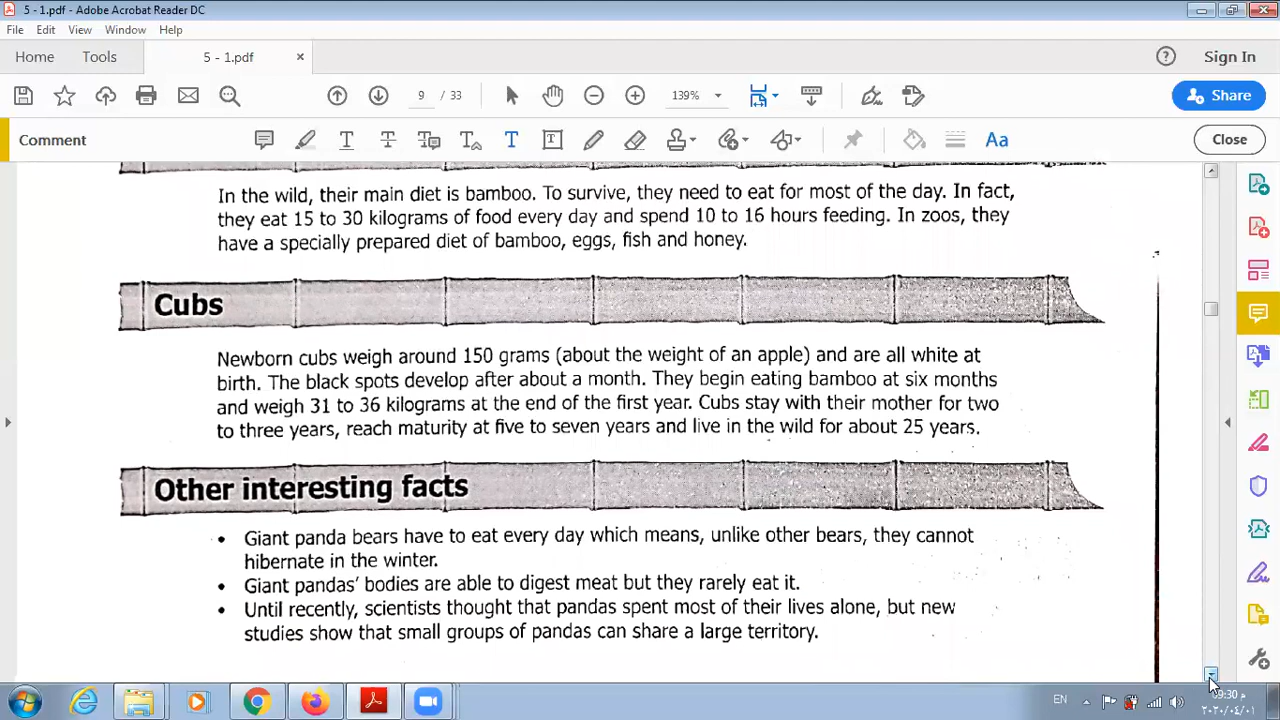 5 - 1.pdf - Adobe Acrobat Reader DC
File Edit View Window Help
Home Tools 5 - 1.pdf × Sign In
9 / 33 139% Share
Comment Close
In the wild, their main diet is bamboo. To survive, they need to eat for most of the day. In fact,
they eat 15 to 30 kilograms of food every day and spend 10 to 16 hours feeding. In zoos, they
have a specially prepared diet of bamboo, eggs, fish and honey.
Cubs
Newborn cubs weigh around 150 grams (about the weight of an apple) and are all white at
birth. The black spots develop after about a month. They begin eating bamboo at six months
and weigh 31 to 36 kilograms at the end of the first year. Cubs stay with their mother for two
to three years, reach maturity at five to seven years and live in the wild for about 25 years.
Other interesting facts
• Giant panda bears have to eat every day which means, unlike other bears, they cannot
hibernate in the winter.
• Giant pandas' bodies are able to digest meat but they rarely eat it.
• Until recently, scientists thought that pandas spent most of their lives alone, but new
studies show that small groups of pandas can share a large territory.
EN
09:30 م
٢٠٢٠/٠٤/٠١